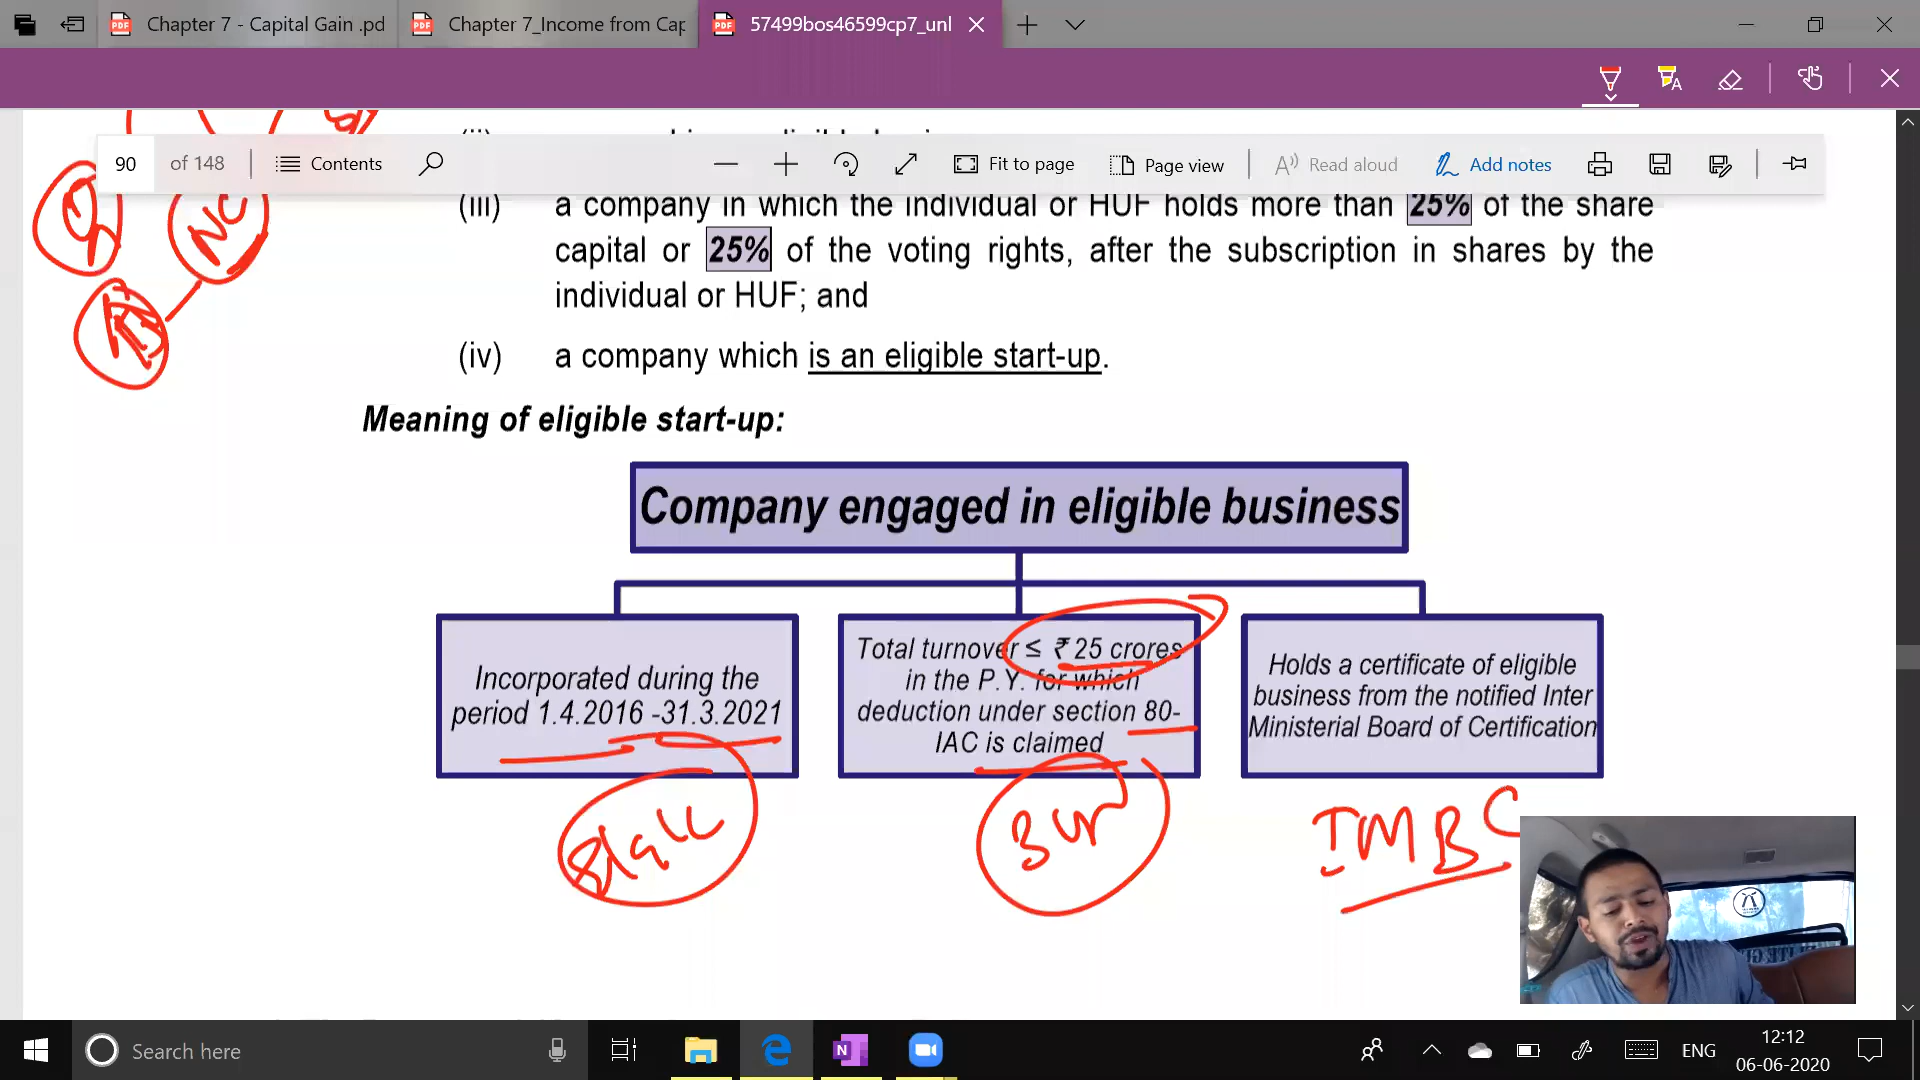 Chapter 7 - Capital Gain .pd
Chapter 7_Income from Cap
57499bos46599cp7_unl
90 of 148
Contents
Fit to page
Page view
Read aloud
Add notes
NC
(iii) a company in which the individual or HUF holds more than 25% of the share
capital or 25% of the voting rights, after the subscription in shares by the
individual or HUF; and
(iv) a company which is an eligible start-up.
Meaning of eligible start-up:
Company engaged in eligible business
Incorporated during the
period 1.4.2016 -31.3.2021
Total turnover ≤ ₹ 25 crores
in the P.Y. for which
deduction under section 80-
IAC is claimed
Holds a certificate of eligible
business from the notified Inter
Ministerial Board of Certification
IMBC
Search here
ENG
12:12
06-06-2020